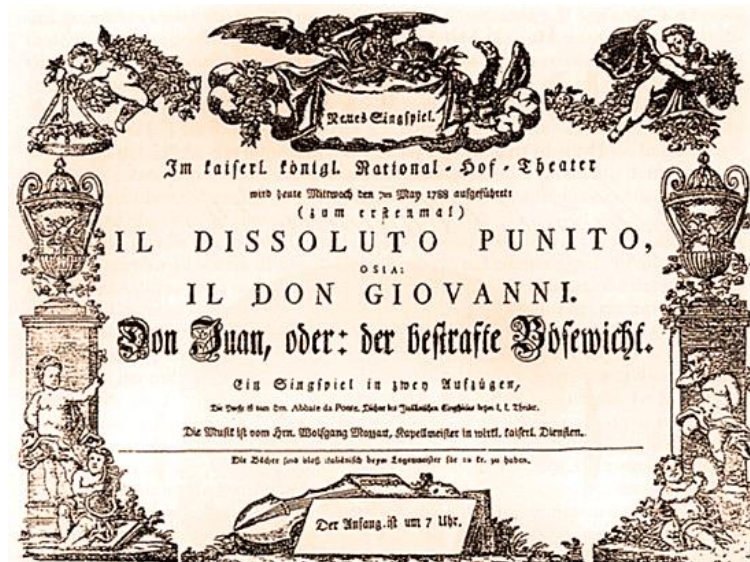 Neues Singspiel.
Im kaiserl. königl. National-Hof-Theater
wird heute Mittwoch den 7ten May 1788 aufgeführt:
(zum erstenmal)
IL DISSOLUTO PUNITO,
OSIA:
IL DON GIOVANNI.
Don Juan, oder: der bestrafte Bösewicht.
Ein Singspiel in zwey Aufzügen,
Die Poesie ist vom Hrn. Abbate da Ponte, Dichter des Italiänischen Singspiels beym k. k. Theater.
Die Musik ist vom Hrn. Wolfgang Mozzart, Kapellmeister in wirkl. kaiserl. Diensten.
Die Bücher sind bloß italiänisch beym Logenmeister für 20 kr. zu haben.
Der Anfang ist um 7 Uhr.